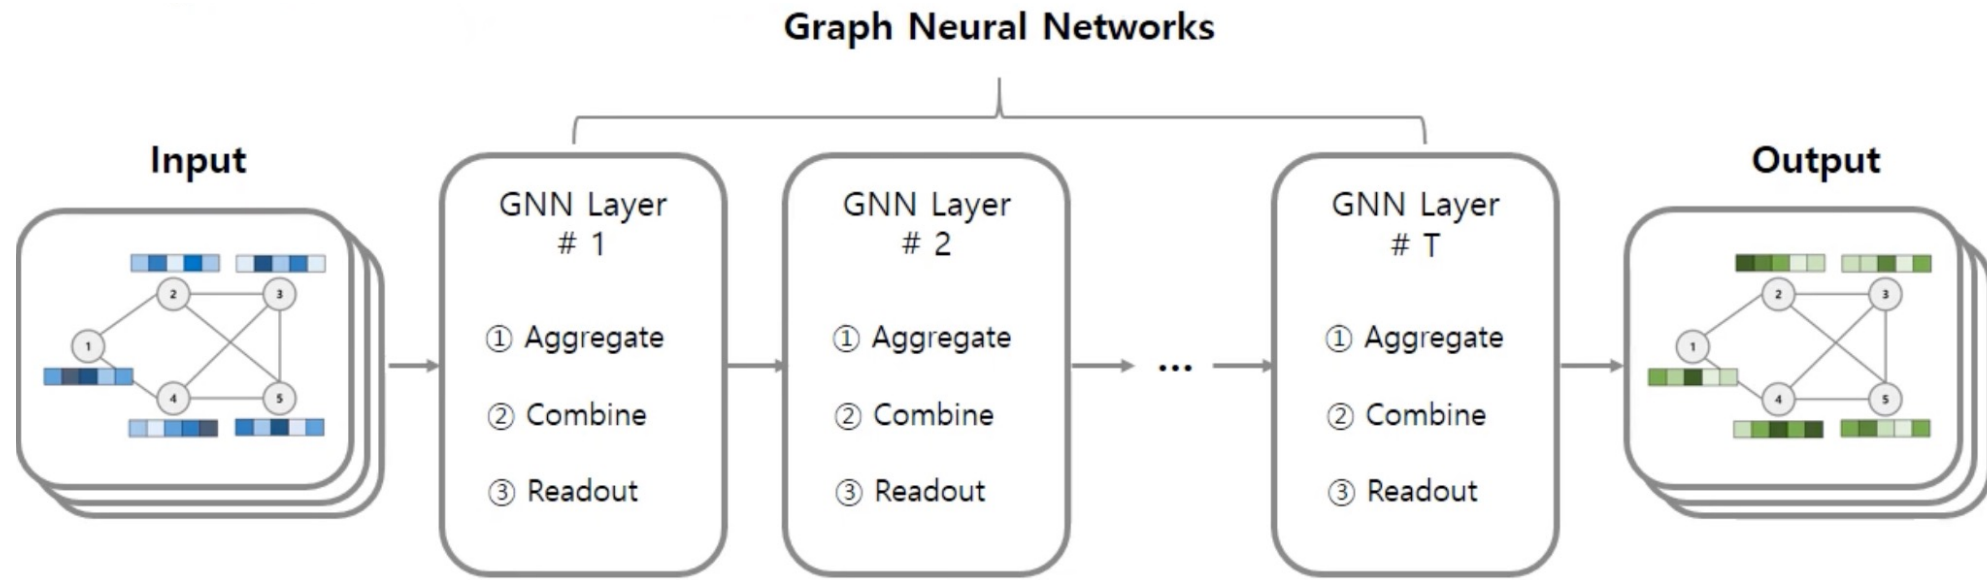 Graph Neural Networks
Input
2
3
1
4
5
GNN Layer
# 1
① Aggregate
② Combine
③ Readout
GNN Layer
# 2
① Aggregate
② Combine
③ Readout
...
GNN Layer
# T
① Aggregate
② Combine
③ Readout
Output
2
3
1
4
5